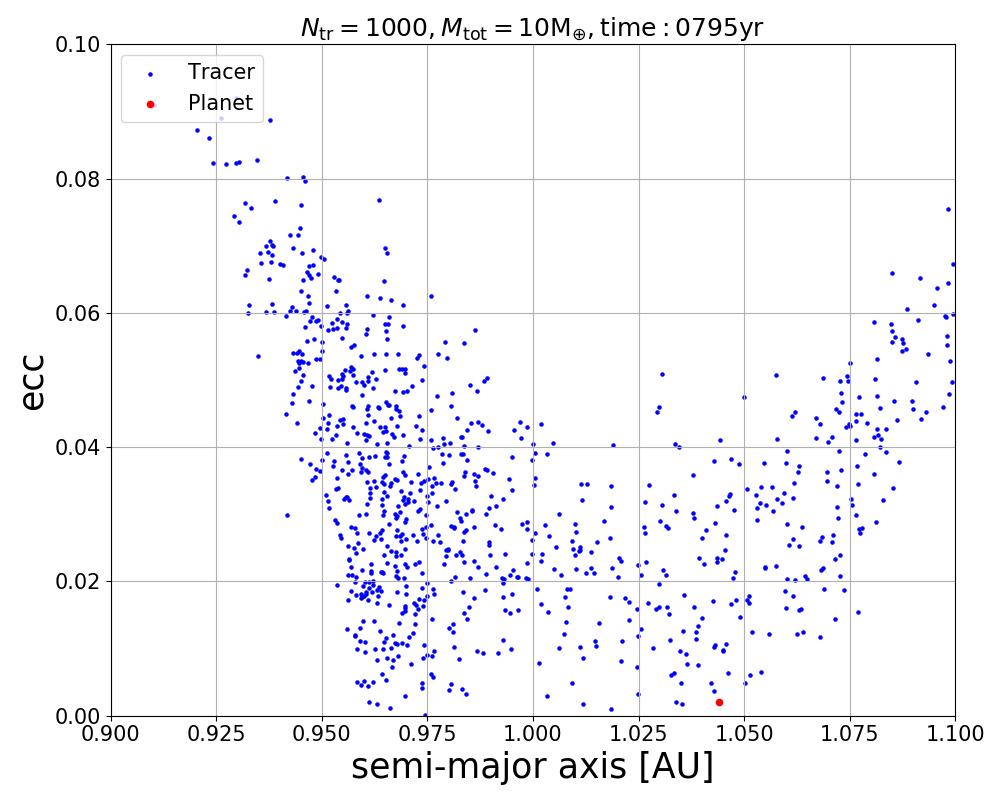 N_tr = 1000, M_tot = 10M_⊕, time : 0795yr
Tracer
Planet
ecc
0.10
0.08
0.06
0.04
0.02
0.00
0.900 0.925 0.950 0.975 1.000 1.025 1.050 1.075 1.100
semi-major axis [AU]